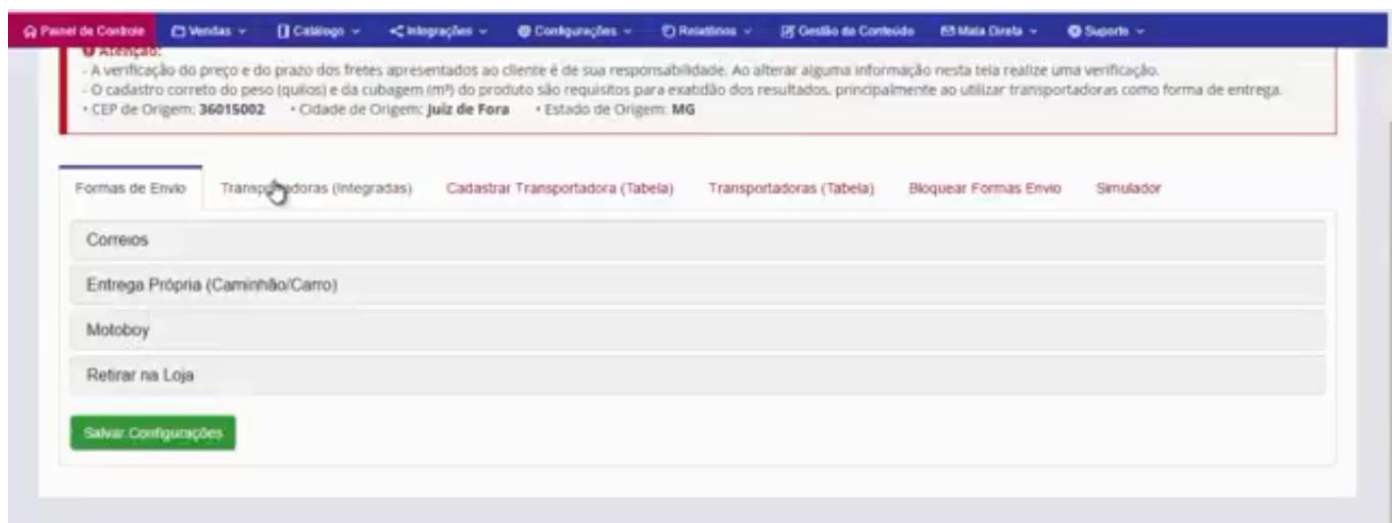 Painel de Controle Vendas Catálogo Integrações Configurações Relatórios Gestão de Conteúdo Mala Direta Suporte
Atenção:
- A verificação do preço e do prazo dos fretes apresentados ao cliente é de sua responsabilidade. Ao alterar alguma informação nesta tela realize uma verificação.
- O cadastro correto do peso (quilos) e da cubagem (m³) do produto são requisitos para exatidão dos resultados, principalmente ao utilizar transportadoras como forma de entrega.
• CEP de Origem: 36015002 • Cidade de Origem: Juiz de Fora • Estado de Origem: MG
Formas de Envio Transportadoras (Integradas) Cadastrar Transportadora (Tabela) Transportadoras (Tabela) Bloquear Formas Envio Simulador
Correios
Entrega Própria (Caminhão/Carro)
Motoboy
Retirar na Loja
Salvar Configurações